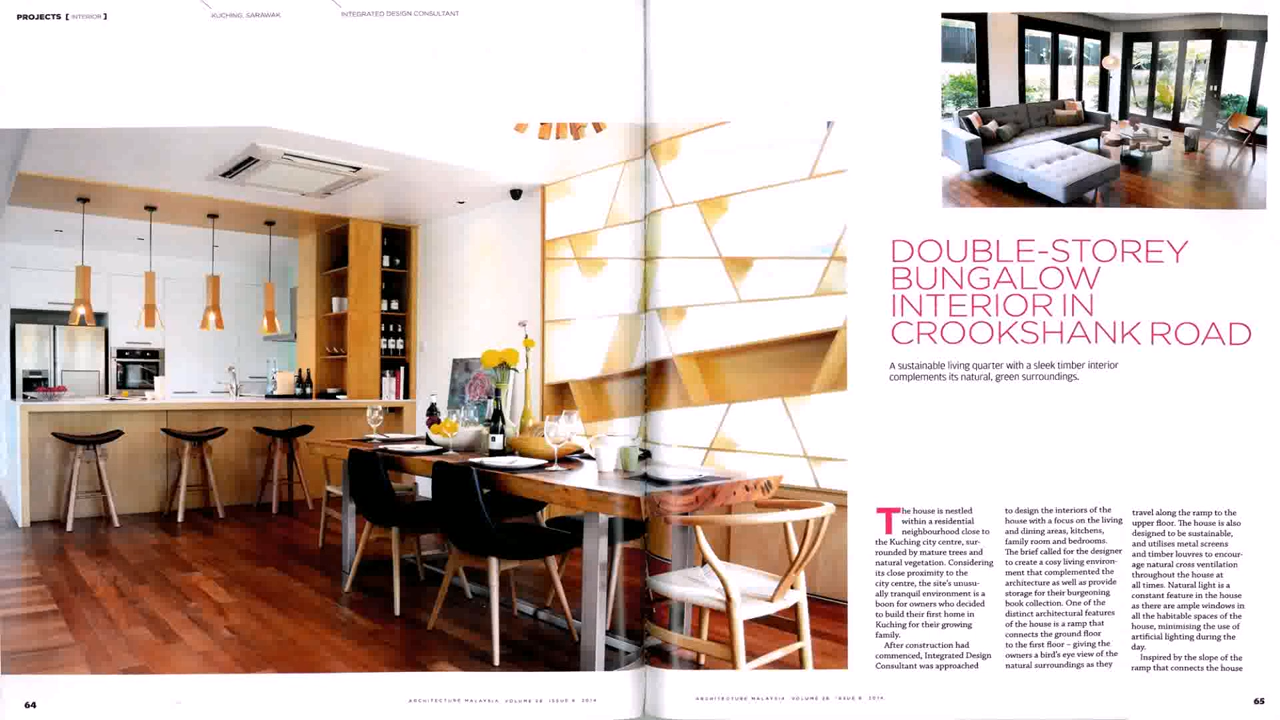 PROJECTS [ INTERIOR ]
KUCHING, SARAWAK
INTEGRATED DESIGN CONSULTANT
DOUBLE-STOREY
BUNGALOW
INTERIOR IN
CROOKSHANK ROAD
A sustainable living quarter with a sleek timber interior
complements its natural, green surroundings.
The house is nestled
within a residential
neighbourhood close to
the Kuching city centre, sur-
rounded by mature trees and
natural vegetation. Considering
its close proximity to the
city centre, the site's unusu-
ally tranquil environment is a
boon for owners who decided
to build their first home in
Kuching for their growing
family.
After construction had
commenced, Integrated Design
Consultant was approached
to design the interiors of the
house with a focus on the living
and dining areas, kitchens,
family room and bedrooms.
The brief called for the designer
to create a cosy living environ-
ment that complemented the
architecture as well as provide
storage for their burgeoning
book collection. One of the
distinct architectural features
of the house is a ramp that
connects the ground floor
to the first floor – giving the
owners a bird's eye view of the
natural surroundings as they
travel along the ramp to the
upper floor. The house is also
designed to be sustainable,
and utilises metal screens
and timber louvres to encour-
age natural cross ventilation
throughout the house at
all times. Natural light is a
constant feature in the house
as there are ample windows in
all the habitable spaces of the
house, minimising the use of
artificial lighting during the
day.
Inspired by the slope of the
ramp that connects the house
64
ARCHITECTURE MALAYSIA VOLUME 26 ISSUE 4 2014
ARCHITECTURE MALAYSIA VOLUME 26 ISSUE 4 2014
65